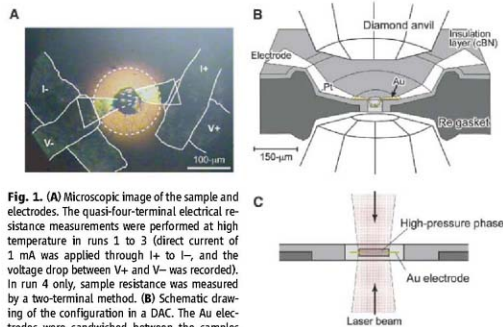 A
I-
I+
V-
V+
100-μm
B
Diamond anvil
Insulation
layer (cBN)
Electrode
Pt
Au
Re gasket
150-μm
Fig. 1. (A) Microscopic image of the sample and
electrodes. The quasi-four-terminal electrical re-
sistance measurements were performed at high
temperature in runs 1 to 3 (direct current of
1 mA was applied through I+ to I–, and the
voltage drop between V+ and V– was recorded).
In run 4 only, sample resistance was measured
by a two-terminal method. (B) Schematic draw-
ing of the configuration in a DAC. The Au elec-
trodes were sandwiched between the samples
C
High-pressure phase
Au electrode
Laser beam